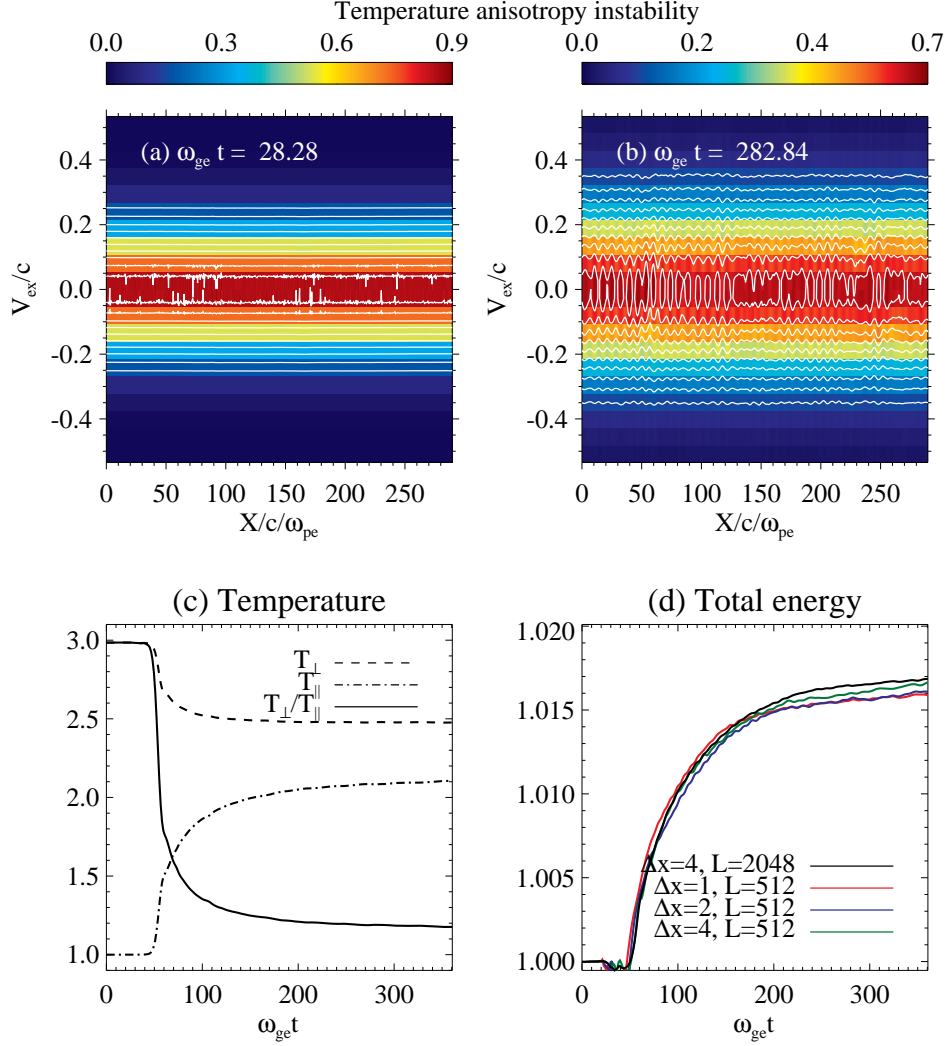 Temperature anisotropy instability
0.0 0.3 0.6 0.9
0.0 0.2 0.4 0.7
(a) ω_ge t = 28.28
(b) ω_ge t = 282.84
V_ex/c
0.4
0.2
0.0
-0.2
-0.4
0 50 100 150 200 250
X/c/ω_pe
V_ex/c
0.4
0.2
0.0
-0.2
-0.4
0 50 100 150 200 250
X/c/ω_pe
(c) Temperature
3.0
2.5
2.0
1.5
1.0
T_⊥
T_∥
T_⊥/T_∥
0 100 200 300
ω_ge t
(d) Total energy
1.020
1.015
1.010
1.005
1.000
Δx=4, L=2048
Δx=1, L=512
Δx=2, L=512
Δx=4, L=512
0 100 200 300
ω_ge t